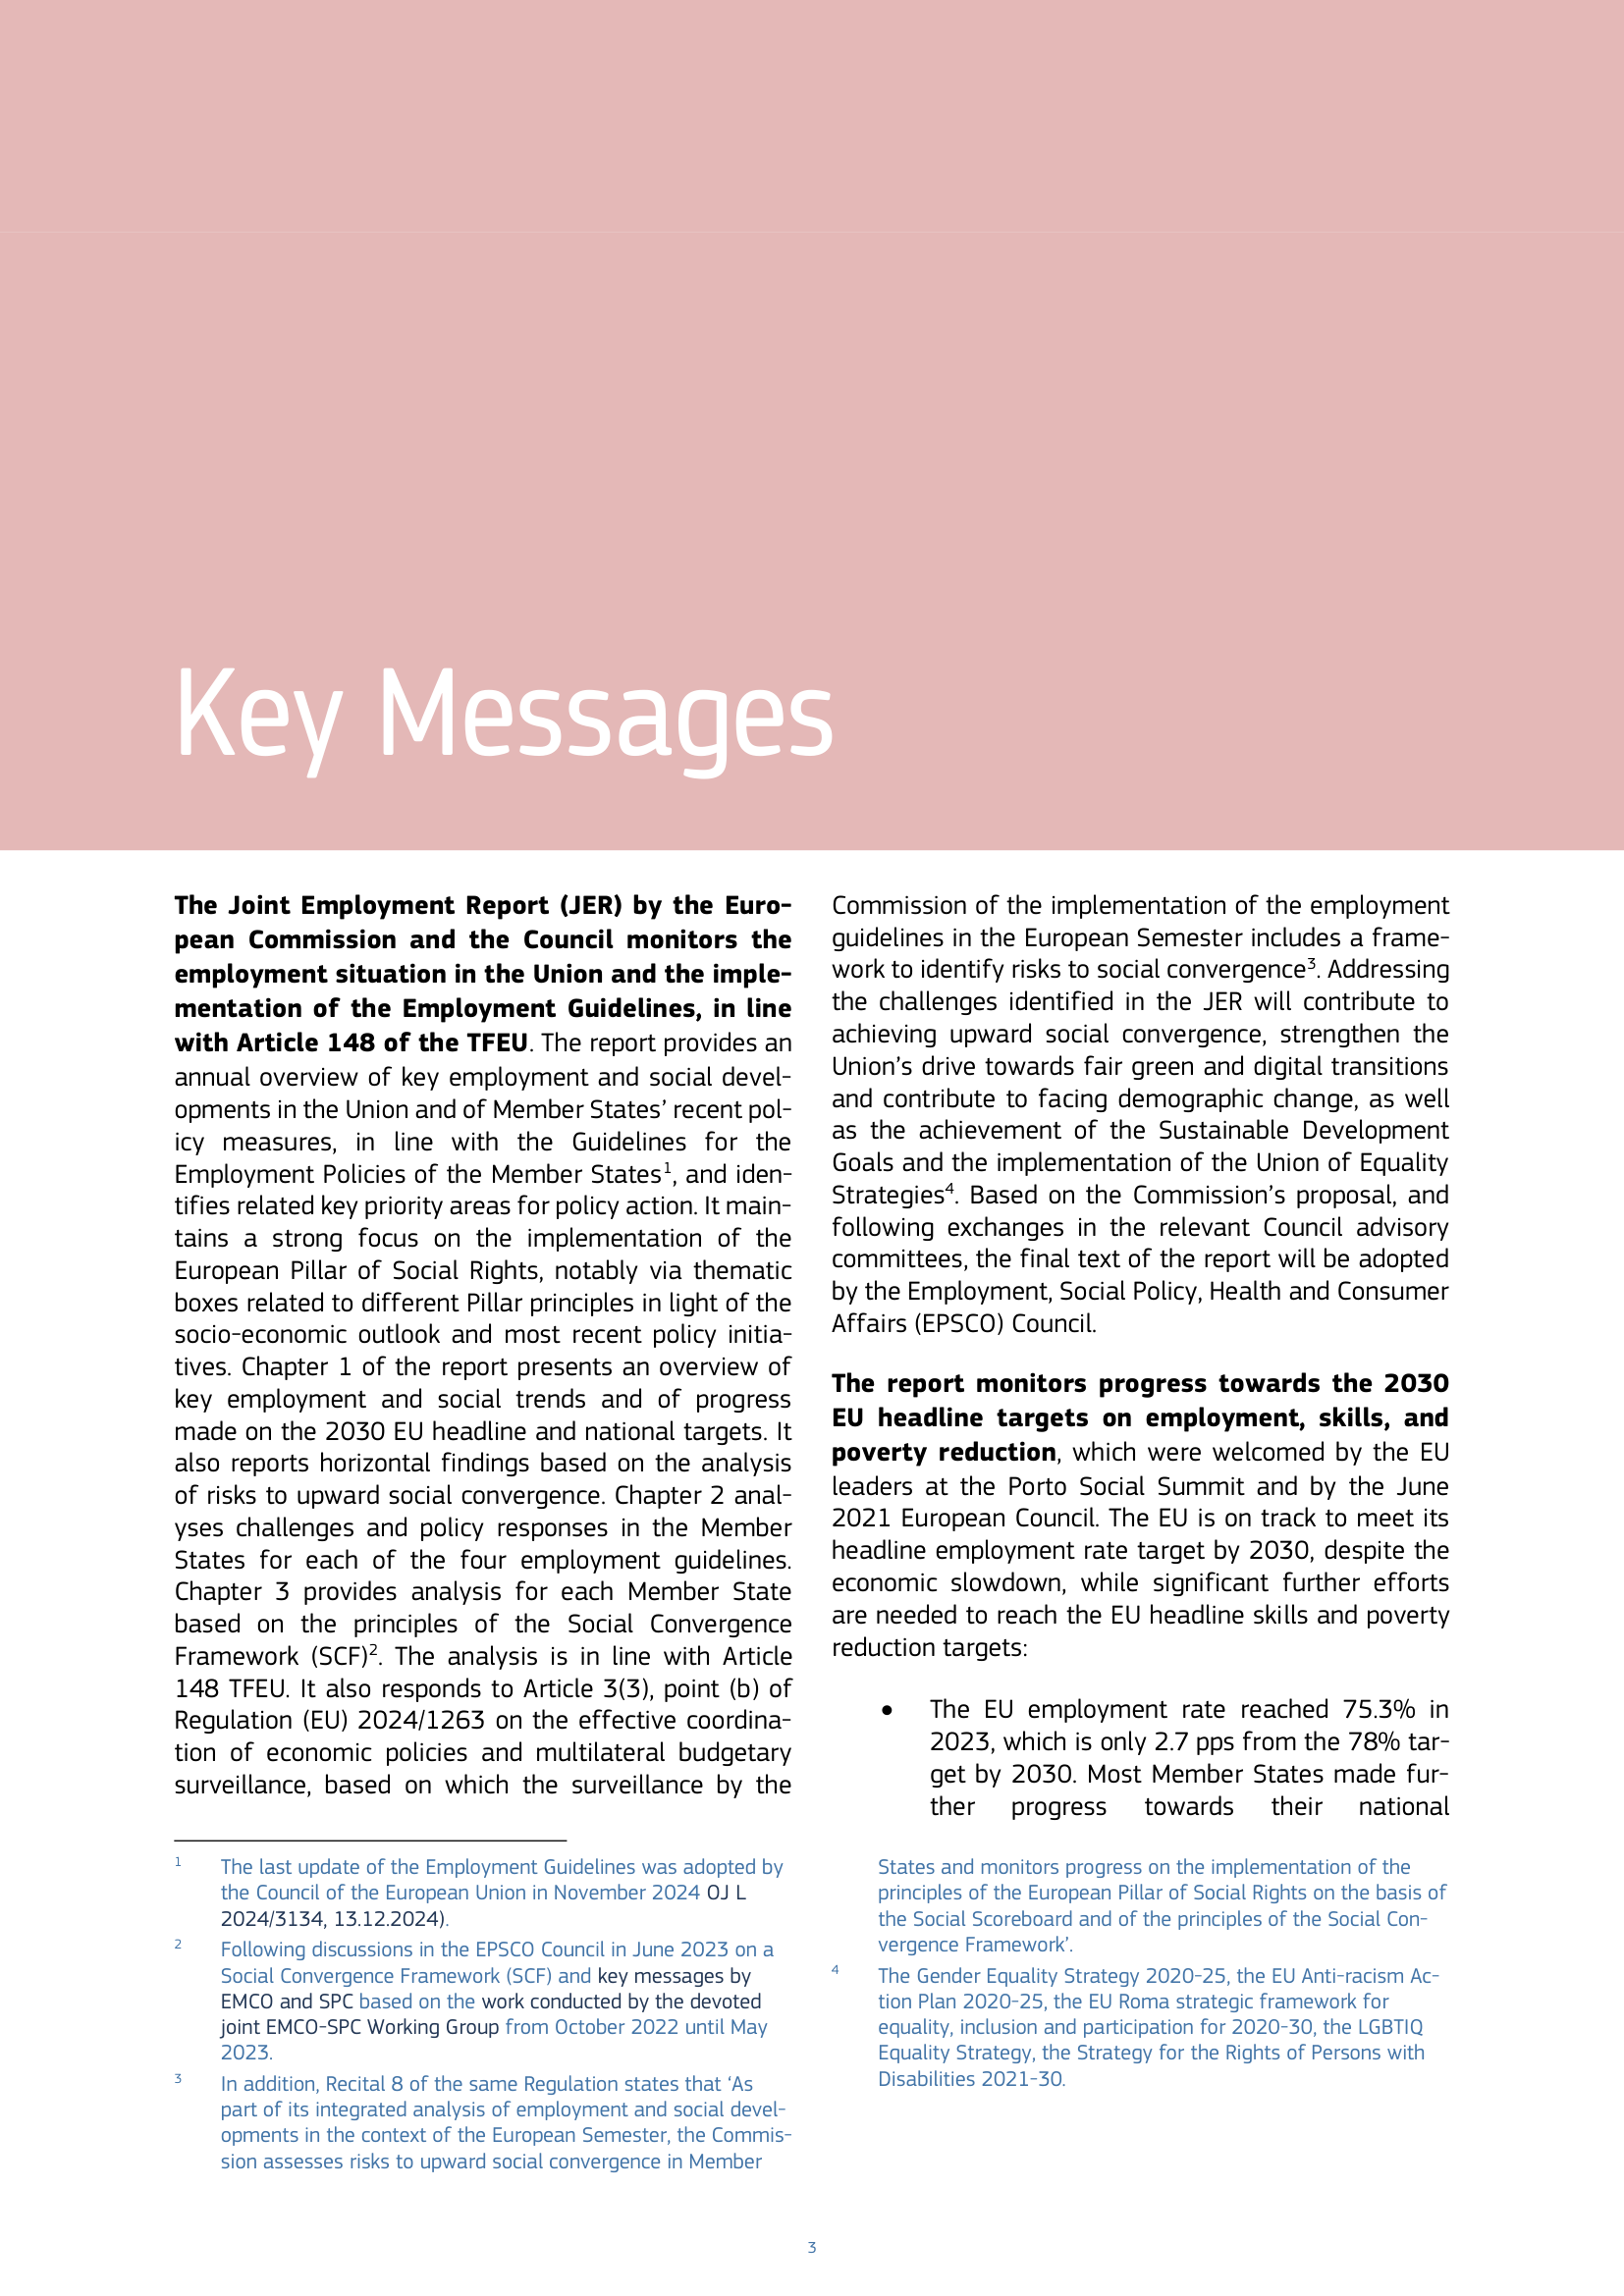 Key Messages
The Joint Employment Report (JER) by the Euro-
pean Commission and the Council monitors the
employment situation in the Union and the imple-
mentation of the Employment Guidelines, in line
with Article 148 of the TFEU. The report provides an
annual overview of key employment and social devel-
opments in the Union and of Member States’ recent pol-
icy measures, in line with the Guidelines for the
Employment Policies of the Member States1, and iden-
tifies related key priority areas for policy action. It main-
tains a strong focus on the implementation of the
European Pillar of Social Rights, notably via thematic
boxes related to different Pillar principles in light of the
socio-economic outlook and most recent policy initia-
tives. Chapter 1 of the report presents an overview of
key employment and social trends and of progress
made on the 2030 EU headline and national targets. It
also reports horizontal findings based on the analysis
of risks to upward social convergence. Chapter 2 anal-
yses challenges and policy responses in the Member
States for each of the four employment guidelines.
Chapter 3 provides analysis for each Member State
based on the principles of the Social Convergence
Framework (SCF)2. The analysis is in line with Article
148 TFEU. It also responds to Article 3(3), point (b) of
Regulation (EU) 2024/1263 on the effective coordina-
tion of economic policies and multilateral budgetary
surveillance, based on which the surveillance by the
Commission of the implementation of the employment
guidelines in the European Semester includes a frame-
work to identify risks to social convergence3. Addressing
the challenges identified in the JER will contribute to
achieving upward social convergence, strengthen the
Union’s drive towards fair green and digital transitions
and contribute to facing demographic change, as well
as the achievement of the Sustainable Development
Goals and the implementation of the Union of Equality
Strategies4. Based on the Commission’s proposal, and
following exchanges in the relevant Council advisory
committees, the final text of the report will be adopted
by the Employment, Social Policy, Health and Consumer
Affairs (EPSCO) Council.
The report monitors progress towards the 2030
EU headline targets on employment, skills, and
poverty reduction, which were welcomed by the EU
leaders at the Porto Social Summit and by the June
2021 European Council. The EU is on track to meet its
headline employment rate target by 2030, despite the
economic slowdown, while significant further efforts
are needed to reach the EU headline skills and poverty
reduction targets:
• The EU employment rate reached 75.3% in
2023, which is only 2.7 pps from the 78% tar-
get by 2030. Most Member States made fur-
ther progress towards their national
1 The last update of the Employment Guidelines was adopted by
the Council of the European Union in November 2024 OJ L
2024/3134, 13.12.2024).
2 Following discussions in the EPSCO Council in June 2023 on a
Social Convergence Framework (SCF) and key messages by
EMCO and SPC based on the work conducted by the devoted
joint EMCO-SPC Working Group from October 2022 until May
2023.
3 In addition, Recital 8 of the same Regulation states that ‘As
part of its integrated analysis of employment and social devel-
opments in the context of the European Semester, the Commis-
sion assesses risks to upward social convergence in Member
States and monitors progress on the implementation of the
principles of the European Pillar of Social Rights on the basis of
the Social Scoreboard and of the principles of the Social Con-
vergence Framework’.
4 The Gender Equality Strategy 2020-25, the EU Anti-racism Ac-
tion Plan 2020-25, the EU Roma strategic framework for
equality, inclusion and participation for 2020-30, the LGBTIQ
Equality Strategy, the Strategy for the Rights of Persons with
Disabilities 2021-30.
3